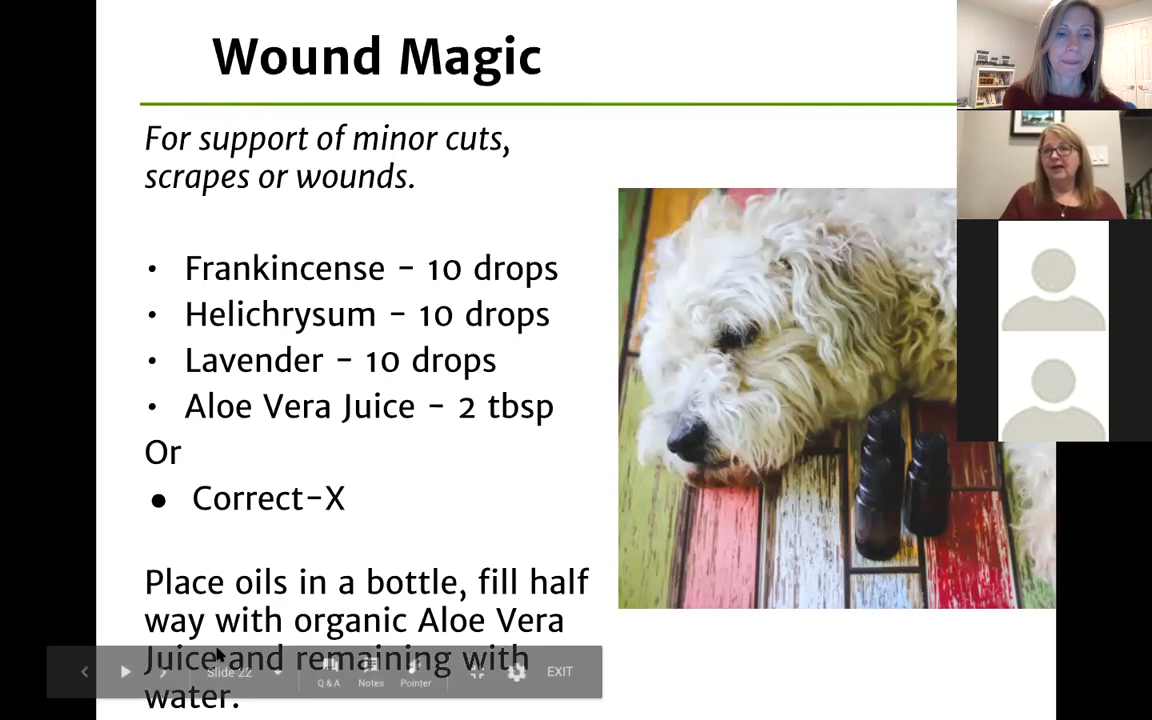 Wound Magic
For support of minor cuts,
scrapes or wounds.
• Frankincense - 10 drops
• Helichrysum - 10 drops
• Lavender - 10 drops
• Aloe Vera Juice - 2 tbsp
Or
● Correct-X
Place oils in a bottle, fill half
way with organic Aloe Vera
Juice and remaining with
water.
Slide 22
Q & A
Notes
Pointer
EXIT